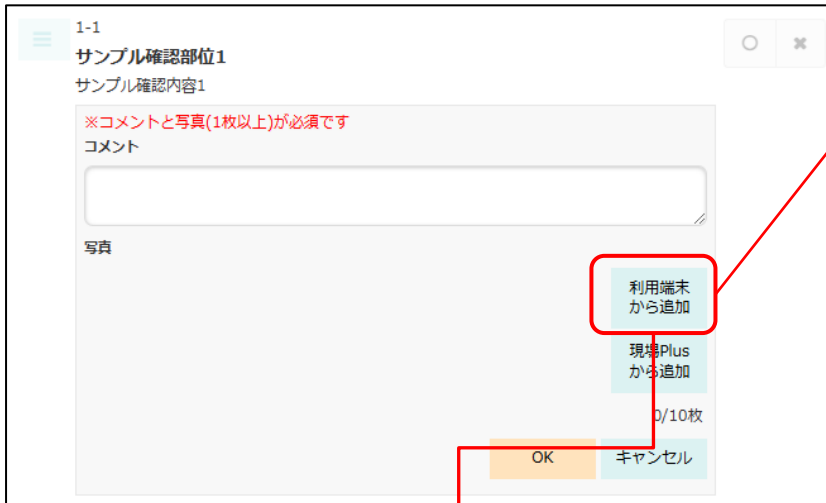 1-1
サンプル確認部位1
サンプル確認内容1
※コメントと写真(1枚以上)が必須です
コメント
写真
利用端末
から追加
現場Plus
から追加
0/10枚
OK キャンセル